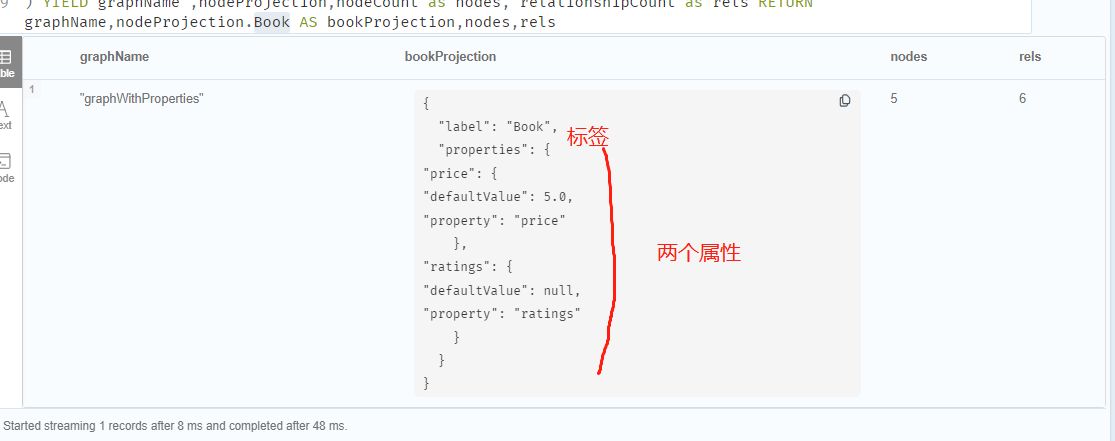 9 ) YIELD graphName ,nodeProjection,nodeCount as nodes, relationshipCount as rels RETURN
graphName,nodeProjection.Book AS bookProjection,nodes,rels
graphName bookProjection nodes rels
ble
1 "graphWithProperties" 5 6
{
"label": "Book",
标签
"properties": {
"price": {
"defaultValue": 5.0,
"property": "price"
},
两个属性
"ratings": {
"defaultValue": null,
"property": "ratings"
}
}
}
A
ext
ode
Started streaming 1 records after 8 ms and completed after 48 ms.